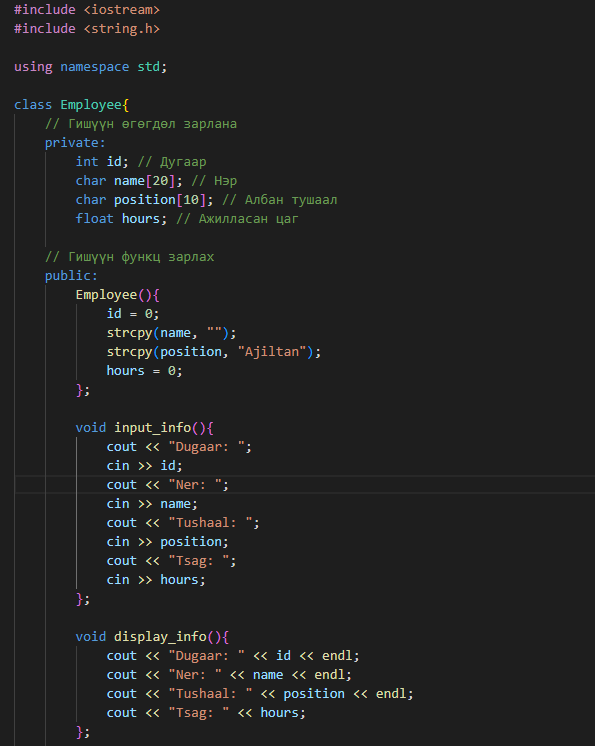 #include <iostream>
#include <string.h>
using namespace std;
class Employee{
// Гишүүн өгөгдөл зарлана
private:
int id; // Дугаар
char name[20]; // Нэр
char position[10]; // Албан тушаал
float hours; // Ажилласан цаг
// Гишүүн функц зарлах
public:
Employee(){
id = 0;
strcpy(name, "");
strcpy(position, "Ajiltan");
hours = 0;
};
void input_info(){
cout << "Dugaar: ";
cin >> id;
cout << "Ner: ";
cin >> name;
cout << "Tushaal: ";
cin >> position;
cout << "Tsag: ";
cin >> hours;
};
void display_info(){
cout << "Dugaar: " << id << endl;
cout << "Ner: " << name << endl;
cout << "Tushaal: " << position << endl;
cout << "Tsag: " << hours;
};